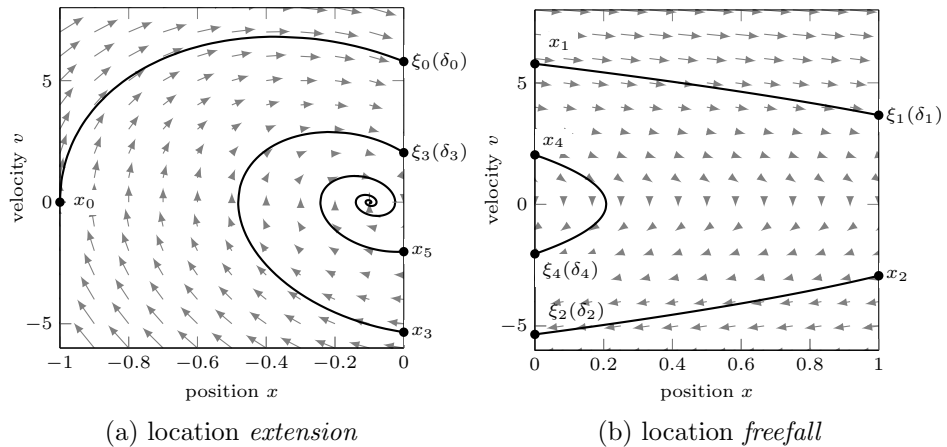 5
0
−5
velocity v
x₀
ξ₀(δ₀)
ξ₃(δ₃)
x₅
x₃
−1
−0.8
−0.6
−0.4
−0.2
0
position x
(a) location extension
5
0
−5
velocity v
x₁
x₄
ξ₁(δ₁)
ξ₄(δ₄)
ξ₂(δ₂)
x₂
0
0.2
0.4
0.6
0.8
1
position x
(b) location freefall